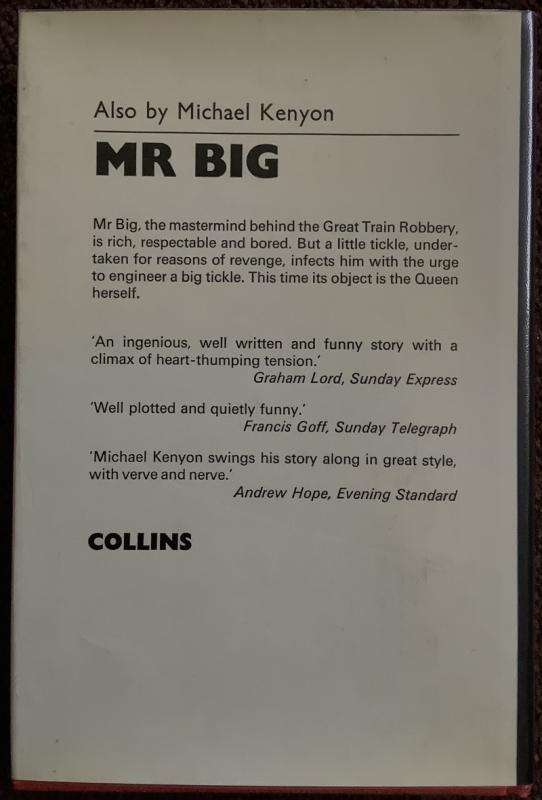 Also by Michael Kenyon
MR BIG
Mr Big, the mastermind behind the Great Train Robbery,
is rich, respectable and bored. But a little tickle, under-
taken for reasons of revenge, infects him with the urge
to engineer a big tickle. This time its object is the Queen
herself.
'An ingenious, well written and funny story with a
climax of heart-thumping tension.'
Graham Lord, Sunday Express
'Well plotted and quietly funny.'
Francis Goff, Sunday Telegraph
'Michael Kenyon swings his story along in great style,
with verve and nerve.'
Andrew Hope, Evening Standard
COLLINS